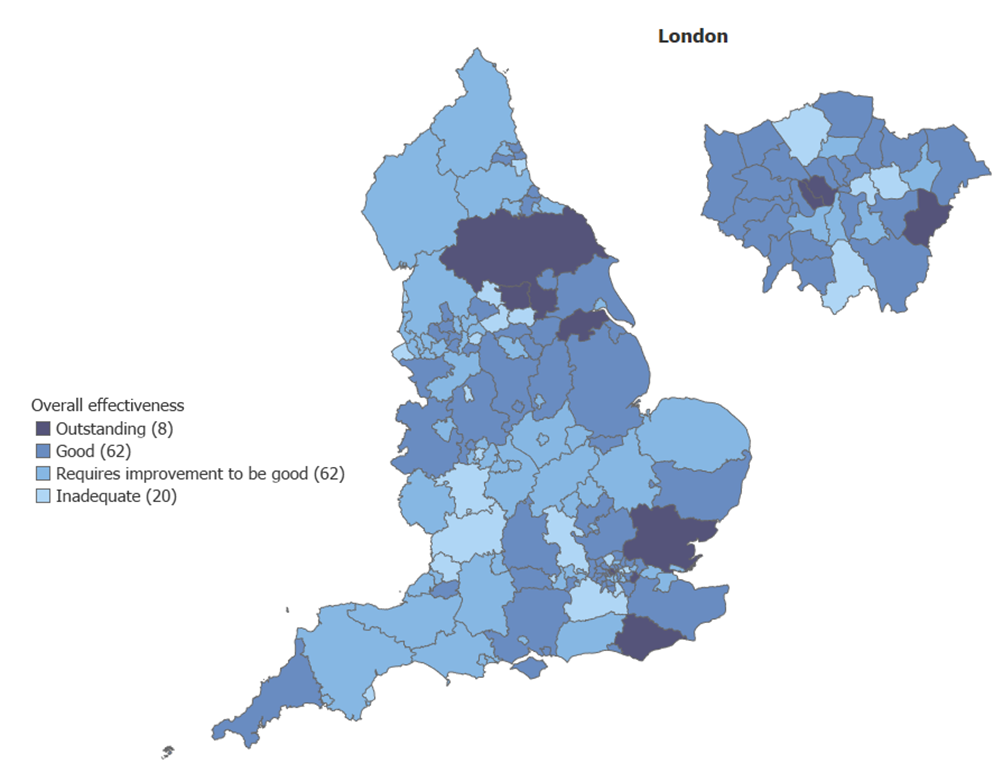 London
Overall effectiveness
Outstanding (8)
Good (62)
Requires improvement to be good (62)
Inadequate (20)